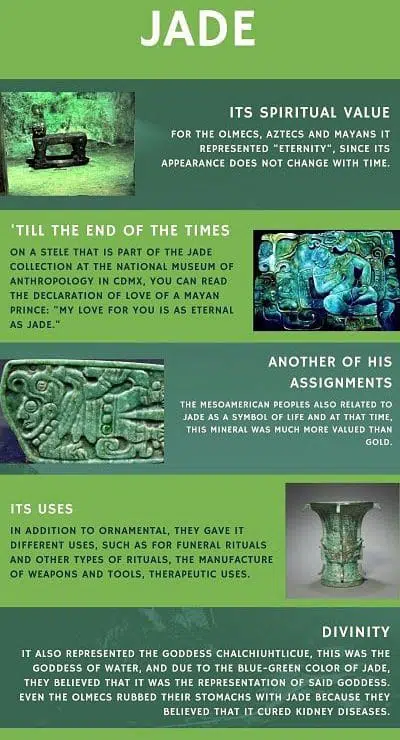 JADE
ITS SPIRITUAL VALUE
FOR THE OLMECS, AZTECS AND MAYANS IT
REPRESENTED "ETERNITY", SINCE ITS
APPEARANCE DOES NOT CHANGE WITH TIME.
'TILL THE END OF THE TIMES
ON A STELE THAT IS PART OF THE JADE
COLLECTION AT THE NATIONAL MUSEUM OF
ANTHROPOLOGY IN CDMX, YOU CAN READ
THE DECLARATION OF LOVE OF A MAYAN
PRINCE: "MY LOVE FOR YOU IS AS ETERNAL
AS JADE."
ANOTHER OF HIS
ASSIGNMENTS
THE MESOAMERICAN PEOPLES ALSO RELATED TO
JADE AS A SYMBOL OF LIFE AND AT THAT TIME,
THIS MINERAL WAS MUCH MORE VALUED THAN
GOLD.
ITS USES
IN ADDITION TO ORNAMENTAL, THEY GAVE IT
DIFFERENT USES, SUCH AS FOR FUNERAL RITUALS
AND OTHER TYPES OF RITUALS, THE MANUFACTURE
OF WEAPONS AND TOOLS, THERAPEUTIC USES.
DIVINITY
IT ALSO REPRESENTED THE GODDESS CHALCHIUHTLICUE, THIS WAS THE
GODDESS OF WATER, AND DUE TO THE BLUE-GREEN COLOR OF JADE,
THEY BELIEVED THAT IT WAS THE REPRESENTATION OF SAID GODDESS.
EVEN THE OLMECS RUBBED THEIR STOMACHS WITH JADE BECAUSE THEY
BELIEVED THAT IT CURED KIDNEY DISEASES.